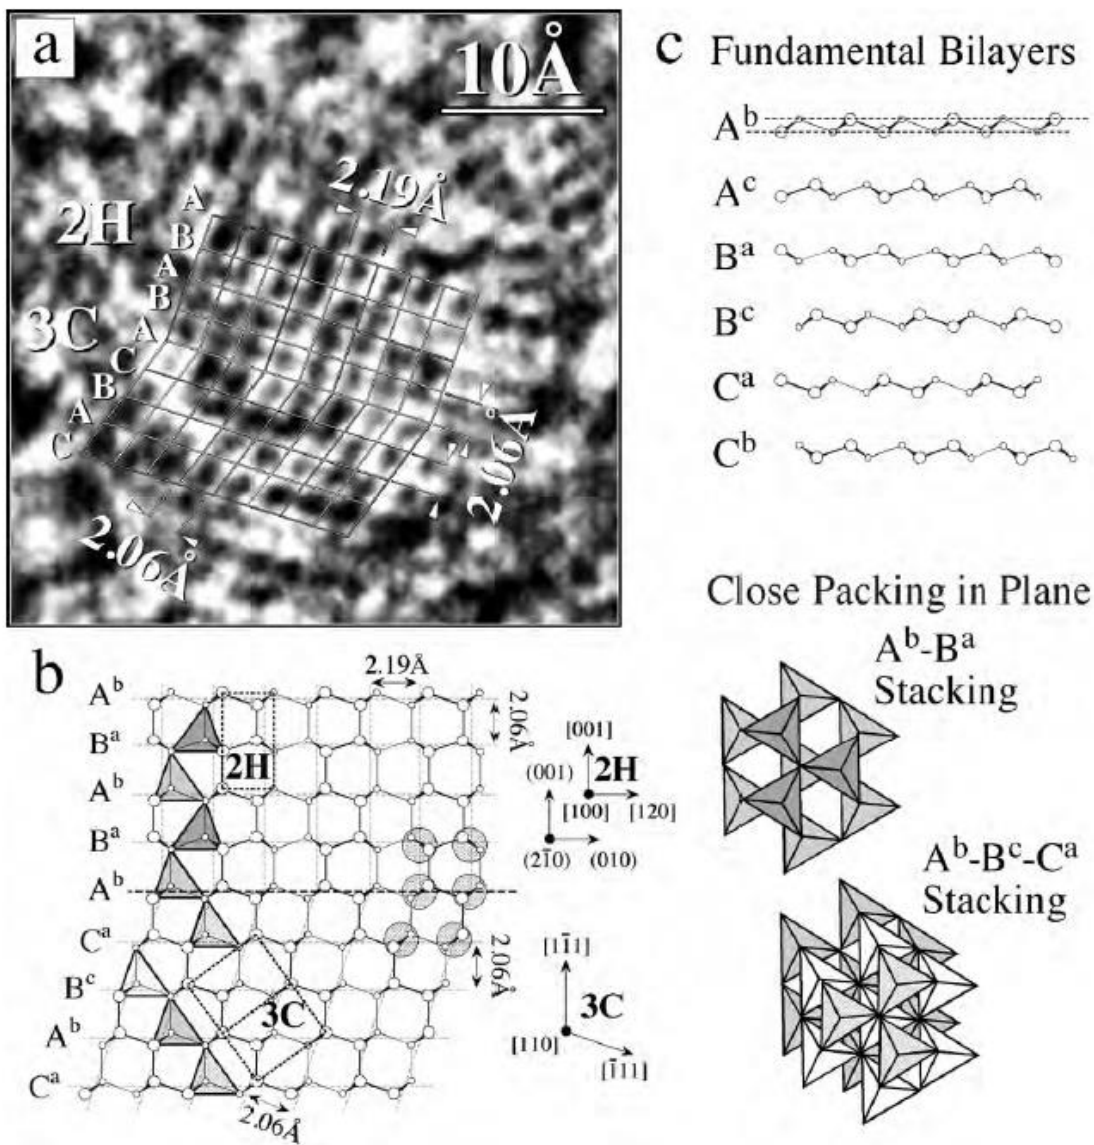 a
10Å
2.19Å
2H
3C
A
B
A
B
A
C
B
A
C
2.06Å
2.06Å
b
2.19Å
2.06Å
A^b
B^a
A^b
B^a
A^b
C^a
B^c
A^b
C^a
2H
3C
2.06Å
2.06Å
[001]
(001) 2H
[100] [120]
(2̄10) (010)
[11̄1]
3C
[110]
[1̄11]
c Fundamental Bilayers
A^b
A^c
B^a
B^c
C^a
C^b
Close Packing in Plane
A^b-B^a
Stacking
A^b-B^c-C^a
Stacking